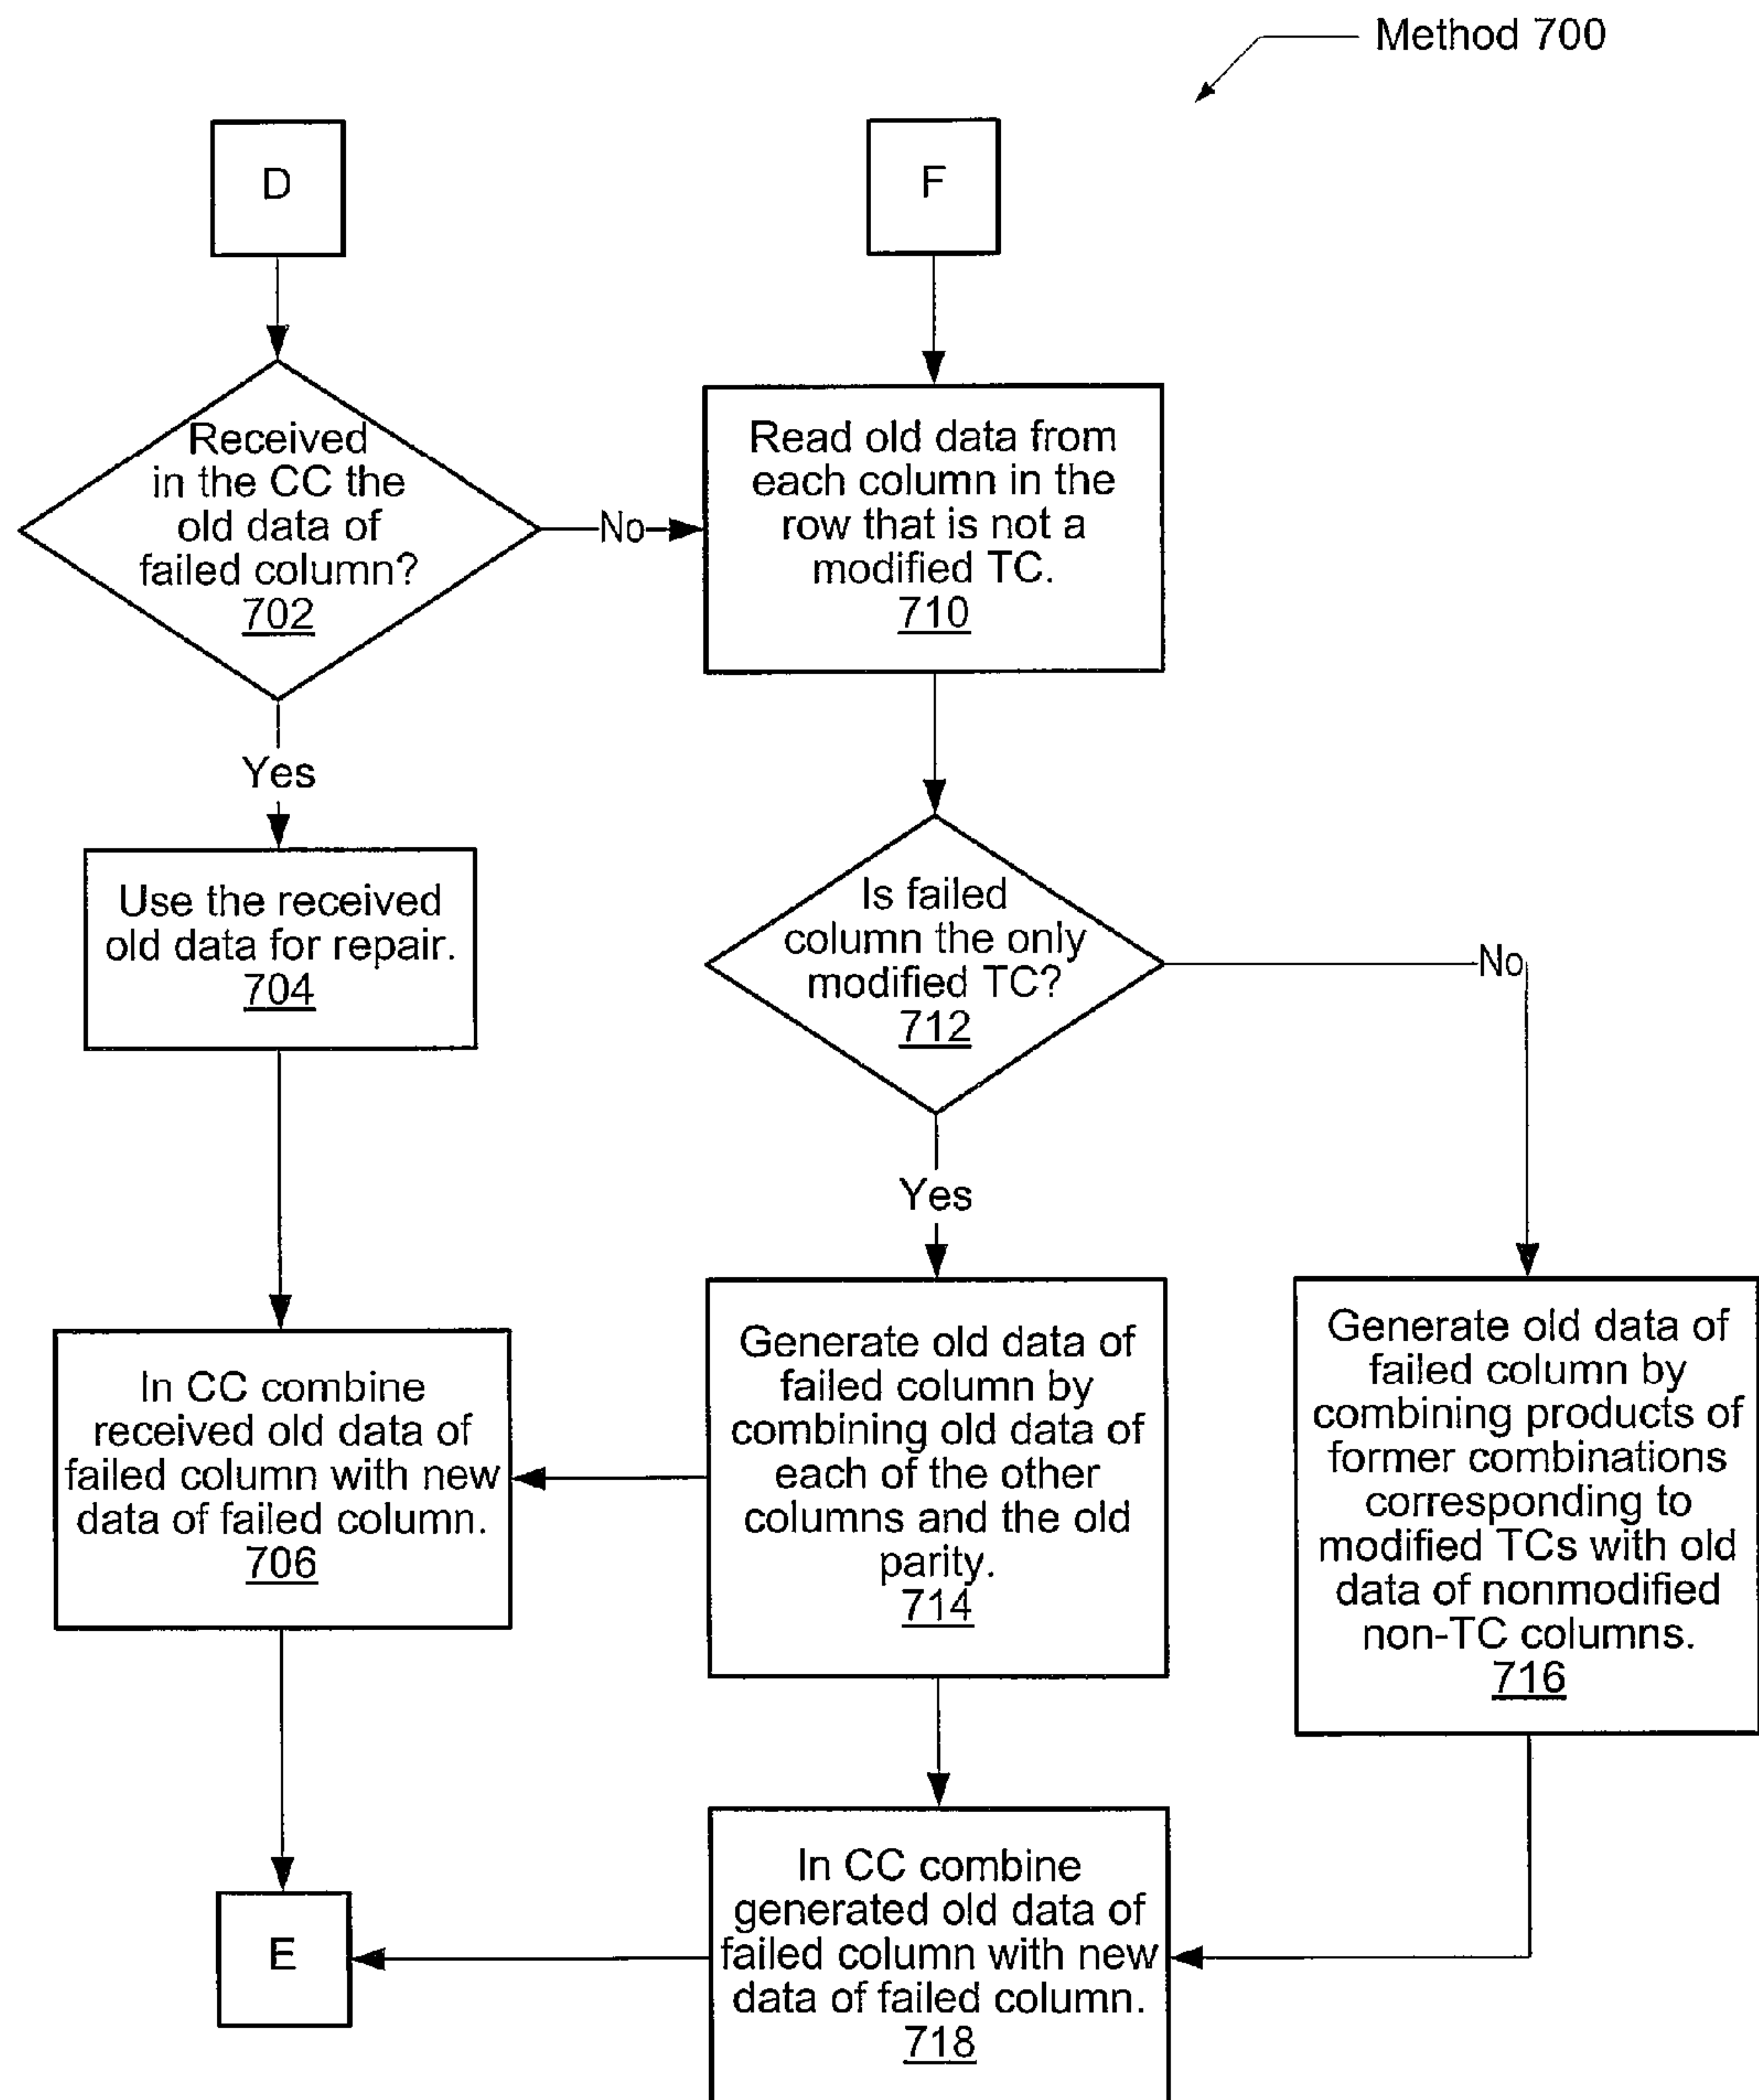 Method 700
D
F
Received
in the CC the
old data of
failed column?
702
No
Read old data from
each column in the
row that is not a
modified TC.
710
Yes
Use the received
old data for repair.
704
Is failed
column the only
modified TC?
712
No
Yes
In CC combine
received old data of
failed column with new
data of failed column.
706
Generate old data of
failed column by
combining old data of
each of the other
columns and the old
parity.
714
Generate old data of
failed column by
combining products of
former combinations
corresponding to
modified TCs with old
data of nonmodified
non-TC columns.
716
E
In CC combine
generated old data of
failed column with new
data of failed column.
718